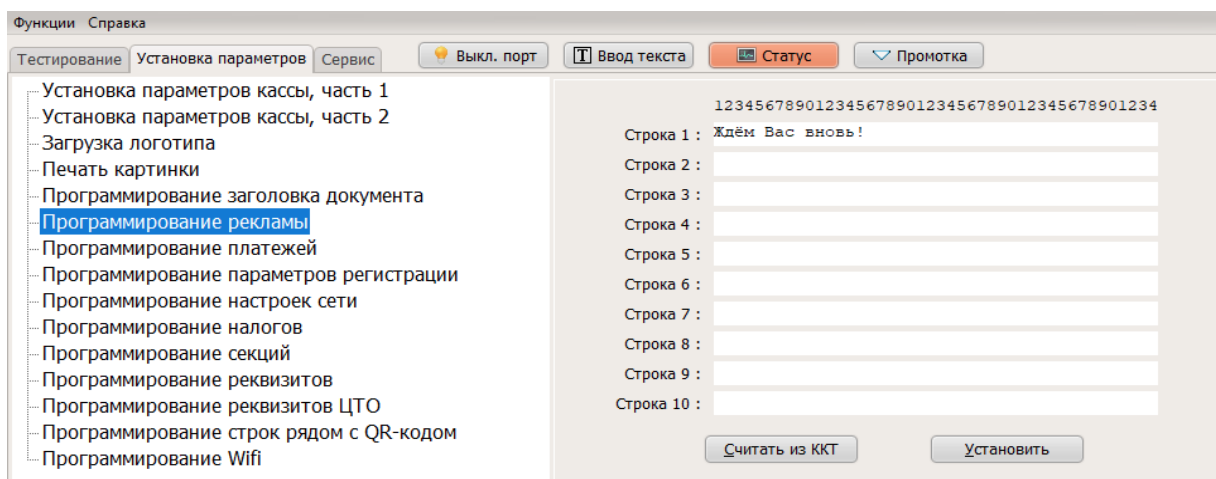 Функции Справка
Тестирование Установка параметров Сервис Выкл. порт Ввод текста Статус Промотка
Установка параметров кассы, часть 1
Установка параметров кассы, часть 2
Загрузка логотипа
Печать картинки
Программирование заголовка документа
Программирование рекламы
Программирование платежей
Программирование параметров регистрации
Программирование настроек сети
Программирование налогов
Программирование секций
Программирование реквизитов
Программирование реквизитов ЦТО
Программирование строк рядом с QR-кодом
Программирование Wifi
12345678901234567890123456789012345678901234
Строка 1 : Ждём Вас вновь!
Строка 2 :
Строка 3 :
Строка 4 :
Строка 5 :
Строка 6 :
Строка 7 :
Строка 8 :
Строка 9 :
Строка 10 :
Считать из ККТ Установить